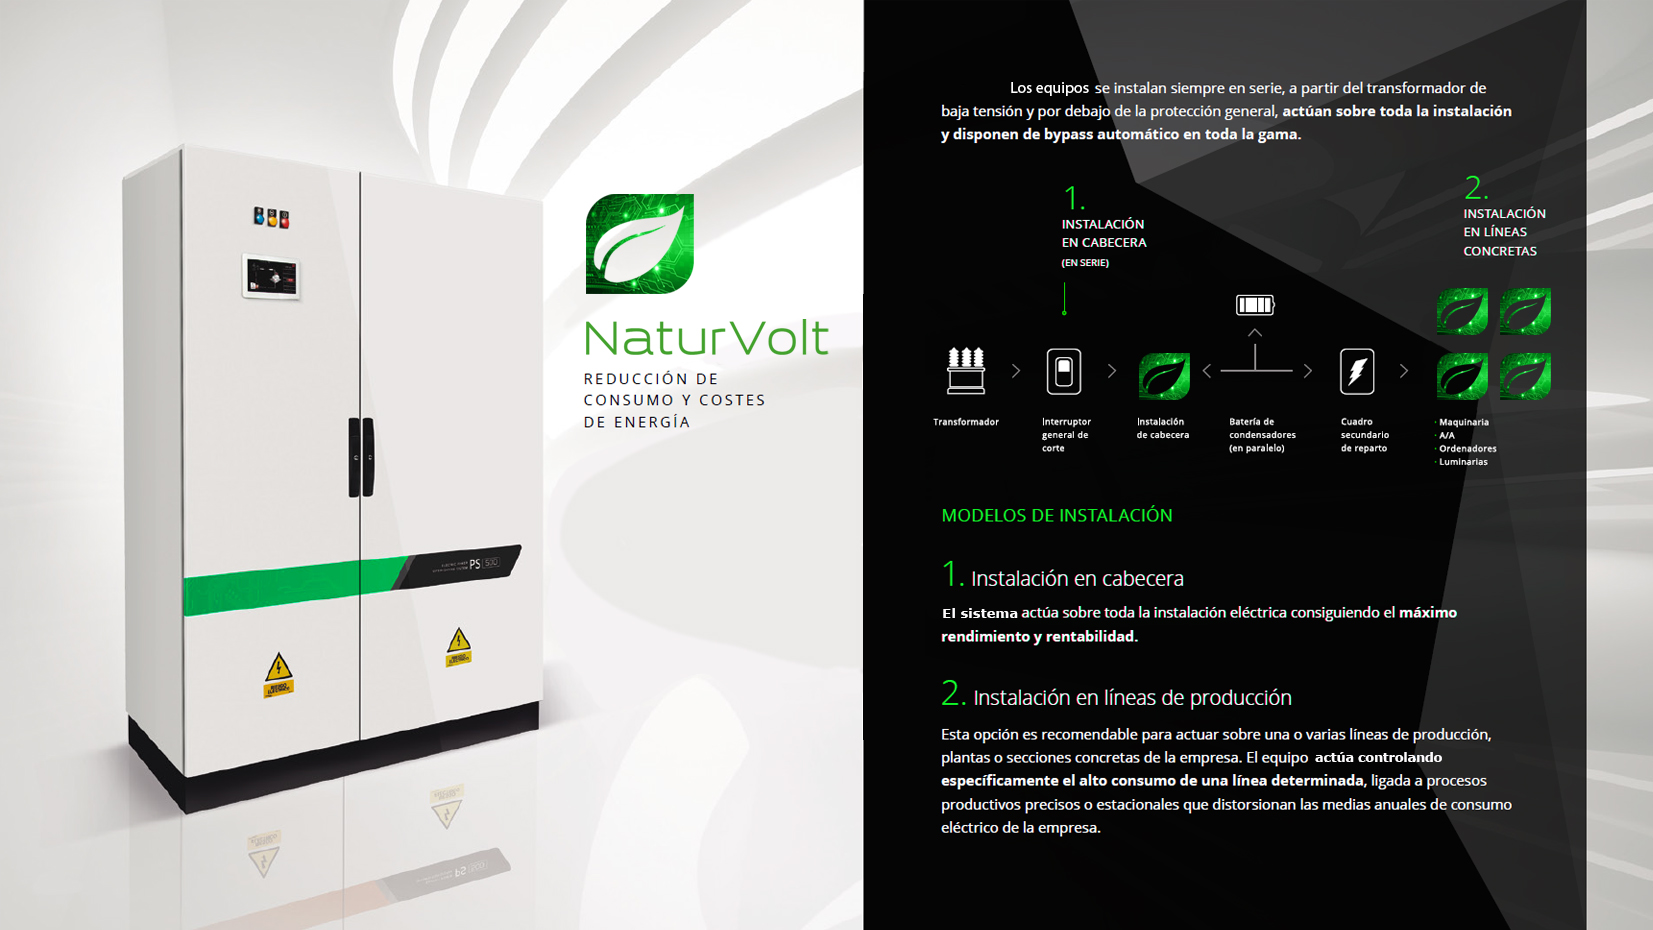 NaturVolt
REDUCCIÓN DE
CONSUMO Y COSTES
DE ENERGÍA
PS 500
RIESGO
ELÉCTRICO
Los equipos se instalan siempre en serie, a partir del transformador de
baja tensión y por debajo de la protección general, actúan sobre toda la instalación
y disponen de bypass automático en toda la gama.
1.
INSTALACIÓN
EN CABECERA
(EN SERIE)
2.
INSTALACIÓN
EN LÍNEAS
CONCRETAS
Transformador
Interruptor
general de
corte
Instalación
de cabecera
Batería de
condensadores
(en paralelo)
Cuadro
secundario
de reparto
· Maquinaria
· A/A
· Ordenadores
· Luminarias
MODELOS DE INSTALACIÓN
1. Instalación en cabecera
El sistema actúa sobre toda la instalación eléctrica consiguiendo el máximo
rendimiento y rentabilidad.
2. Instalación en líneas de producción
Esta opción es recomendable para actuar sobre una o varias líneas de producción,
plantas o secciones concretas de la empresa. El equipo actúa controlando
específicamente el alto consumo de una línea determinada, ligada a procesos
productivos precisos o estacionales que distorsionan las medias anuales de consumo
eléctrico de la empresa.